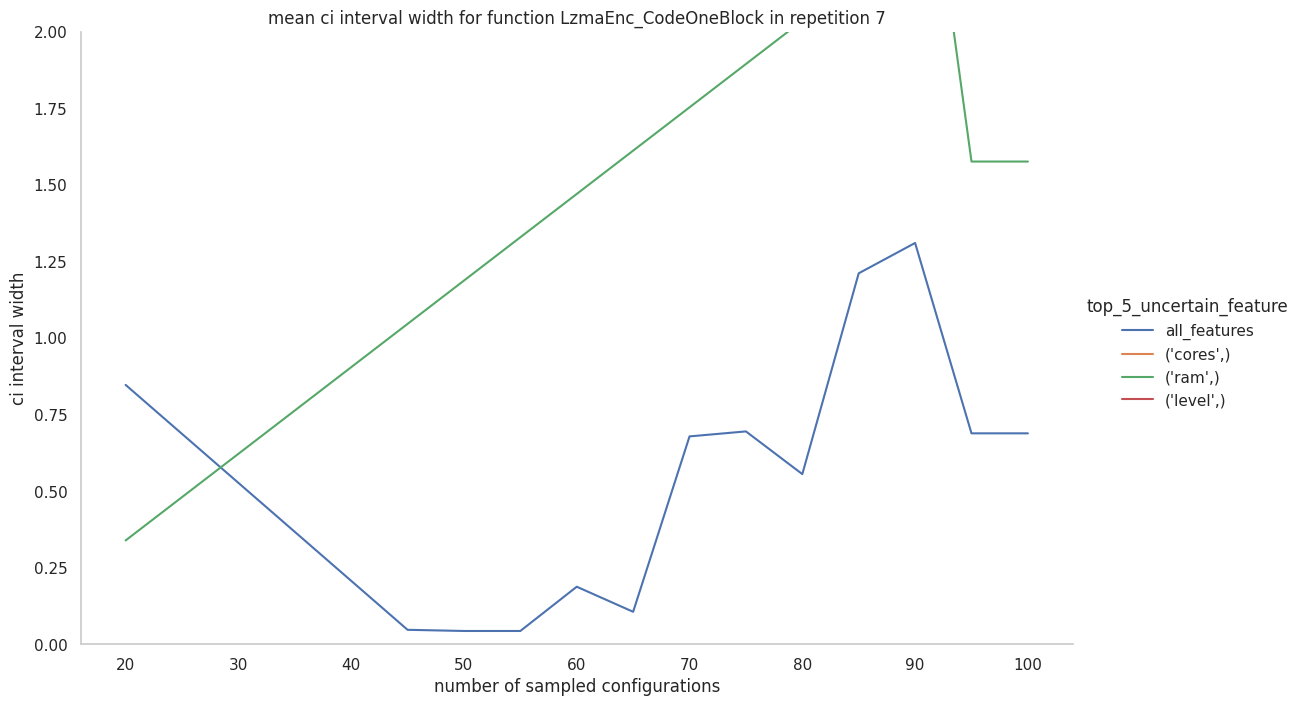 mean ci interval width for function LzmaEnc_CodeOneBlock in repetition 7
2.00
1.75
1.50
1.25
1.00
0.75
0.50
0.25
0.00
ci interval width
20 30 40 50 60 70 80 90 100
number of sampled configurations
top_5_uncertain_feature
all_features
('cores',)
('ram',)
('level',)